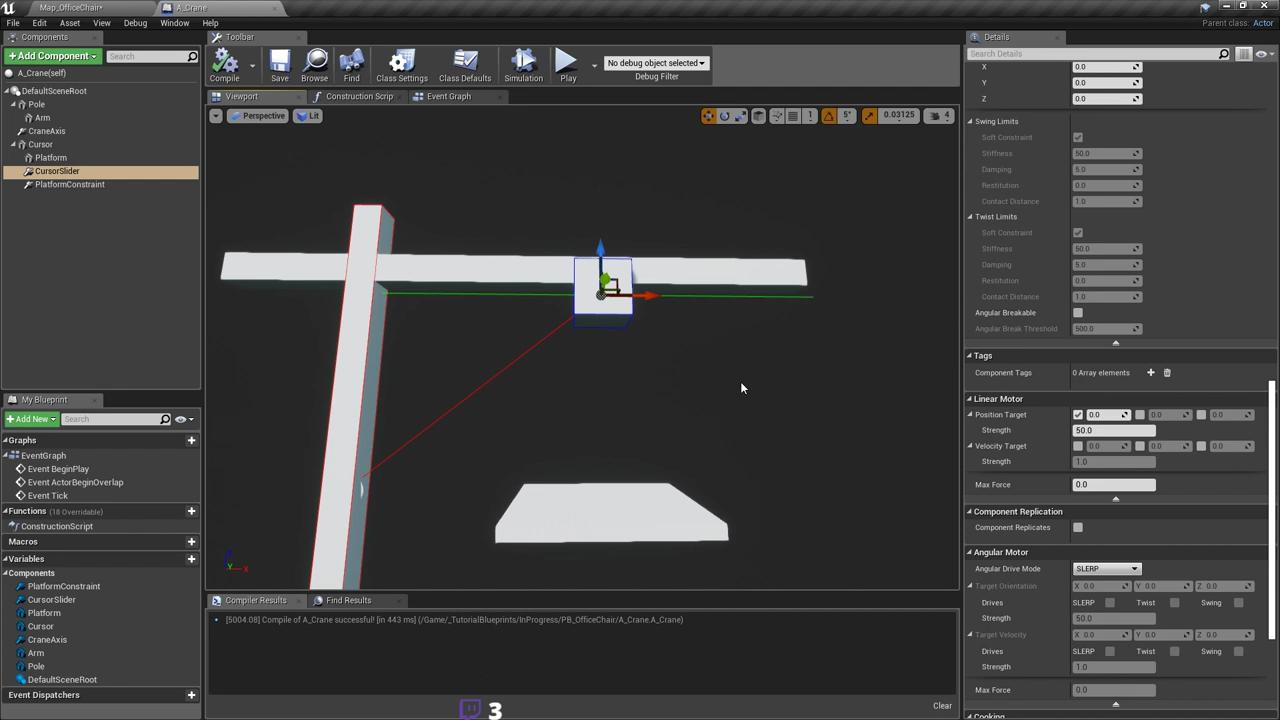 Map_OfficeChair*
A_Crane
File Edit Asset View Debug Window Help
Parent class: Actor
Components
+ Add Component Search
A_Crane(self)
DefaultSceneRoot
Pole
Arm
CraneAxis
Cursor
Platform
CursorSlider
PlatformConstraint
My Blueprint
+ Add New Search
Graphs
EventGraph
Event BeginPlay
Event ActorBeginOverlap
Event Tick
Functions (18 Overridable)
ConstructionScript
Macros
Variables
Components
PlatformConstraint
CursorSlider
Platform
Cursor
CraneAxis
Arm
Pole
DefaultSceneRoot
Event Dispatchers
Toolbar
Compile Save Browse Find Class Settings Class Defaults Simulation Play
No debug object selected
Debug Filter
Viewport Construction Scrip Event Graph
Perspective Lit
1 5° 0.03125 4
Z
Y X
Compiler Results Find Results
[5004.08] Compile of A_Crane successful! [in 443 ms] (/Game/_TutorialBlueprints/InProgress/PB_OfficeChair/A_Crane.A_Crane)
Clear
3
Details
Search Details
X 0.0
Y 0.0
Z 0.0
Swing Limits
Soft Constraint
Stiffness 50.0
Damping 5.0
Restitution 0.0
Contact Distance 1.0
Twist Limits
Soft Constraint
Stiffness 50.0
Damping 5.0
Restitution 0.0
Contact Distance 1.0
Angular Breakable
Angular Break Threshold 500.0
Tags
Component Tags 0 Array elements
Linear Motor
Position Target 0.0 0.0 0.0
Strength 50.0
Velocity Target 0.0 0.0 0.0
Strength 1.0
Max Force 0.0
Component Replication
Component Replicates
Angular Motor
Angular Drive Mode SLERP
Target Orientation X 0.0 Y 0.0 Z 0.0
Drives SLERP Twist Swing
Strength 50.0
Target Velocity X 0.0 Y 0.0 Z 0.0
Drives SLERP Twist Swing
Strength 1.0
Max Force 0.0
Cooking